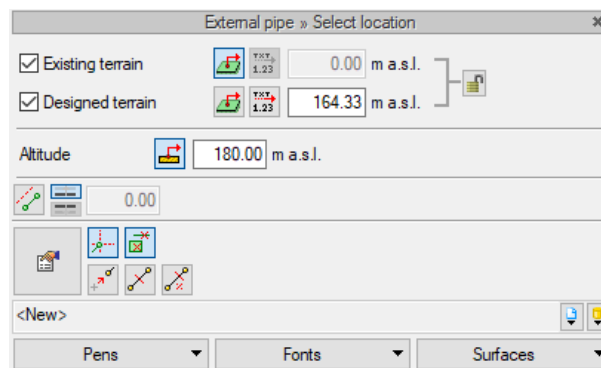 External pipe » Select location
Existing terrain TXT 1.23 0.00 m a.s.l.
Designed terrain TXT 1.23 164.33 m a.s.l.
Altitude 180.00 m a.s.l.
0.00
<New>
Pens Fonts Surfaces